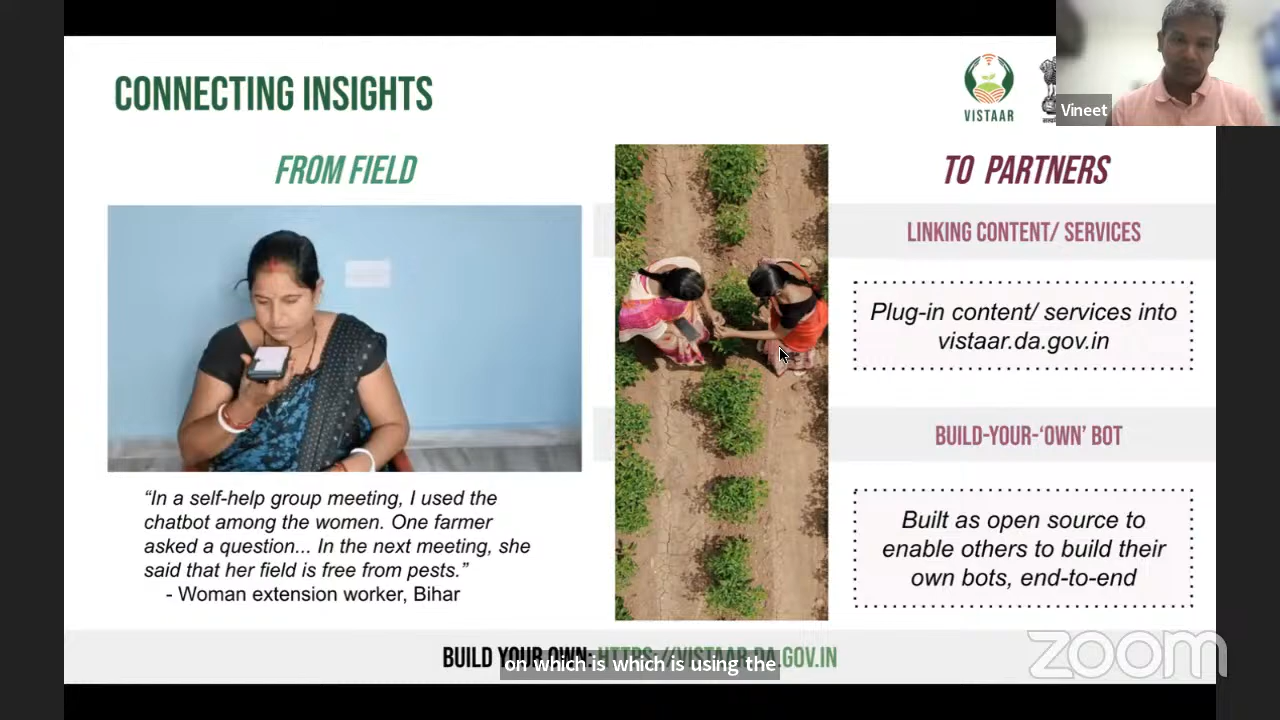 CONNECTING INSIGHTS
VISTAAR
Vineet
FROM FIELD
TO PARTNERS
LINKING CONTENT/ SERVICES
Plug-in content/ services into
vistaar.da.gov.in
BUILD-YOUR-‘OWN’ BOT
Built as open source to
enable others to build their
own bots, end-to-end
“In a self-help group meeting, I used the
chatbot among the women. One farmer
asked a question... In the next meeting, she
said that her field is free from pests.”
- Woman extension worker, Bihar
BUILD YOUR OWN: HTTPS://VISTAAR.DA.GOV.IN
on which is which is using the
zoom